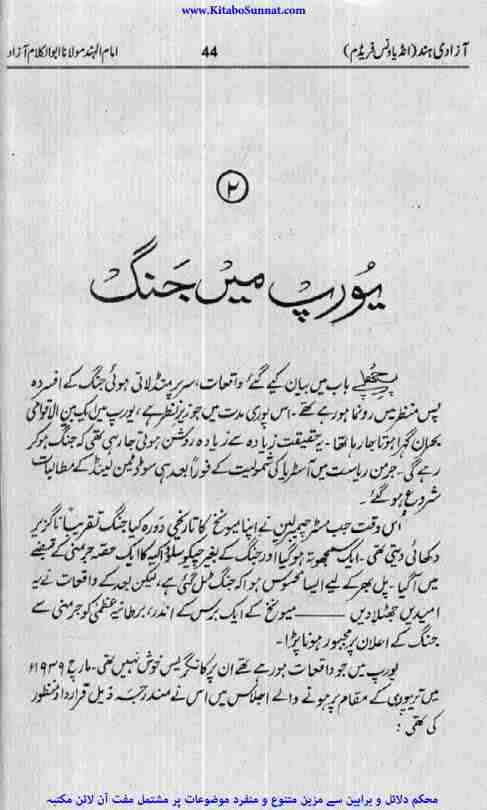 www.KitaboSunnat.com
آزادی ہند (انڈیا ونس فریڈم) 44 امام الہند مولانا ابوالکلام آزاد
۲
یورپ میں جنگ
پچھلے باب میں بیان کیے گئے واقعات، سر پر منڈلاتی ہوئی جنگ کے افسردہ
پس منظر میں رونما ہو رہے تھے۔ اس پوری مدت میں جو زیرِ نظر ہے، یورپ میں ایک بین الاقوامی
بحران گہرا ہوتا جا رہا تھا۔ یہ حقیقت زیادہ سے زیادہ روشن ہوتی جا رہی تھی کہ جنگ ہو کر
رہے گی۔ جرمن ریاست میں آسٹریا کی شمولیت کے فوراً بعد ہی سوڈیٹن لینڈ کے مطالبات
شروع ہو گئے۔
اس وقت جب مسٹر چیمبرلین نے اپنا میونخ کا تاریخی دورہ کیا جنگ تقریباً ناگزیر
دکھائی دیتی تھی۔ ایک سمجھوتہ ہو گیا اور جنگ کے بغیر چیکوسلوواکیہ کا ایک حصہ جرمنی کے قبضے
میں آ گیا۔ پل بھر کے لیے ایسا محسوس ہوا کہ جنگ ٹل گئی ہے، لیکن بعد کے واقعات نے یہ
امیدیں جھٹلا دیں ——— میونخ کے ایک برس کے اندر، برطانیہ عظمیٰ کو جرمنی سے
جنگ کے اعلان پر مجبور ہونا پڑا۔
یورپ میں جو واقعات ہو رہے تھے ان پر کانگریس خوش نہیں تھی۔ مارچ ۱۹۳۹ء
میں تریپوری کے مقام پر ہونے والے اجلاس میں اس نے مندرجہ ذیل قرارداد منظور
کی تھی:
محکم دلائل و براہین سے مزین متنوع و منفرد موضوعات پر مشتمل مفت آن لائن مکتبہ